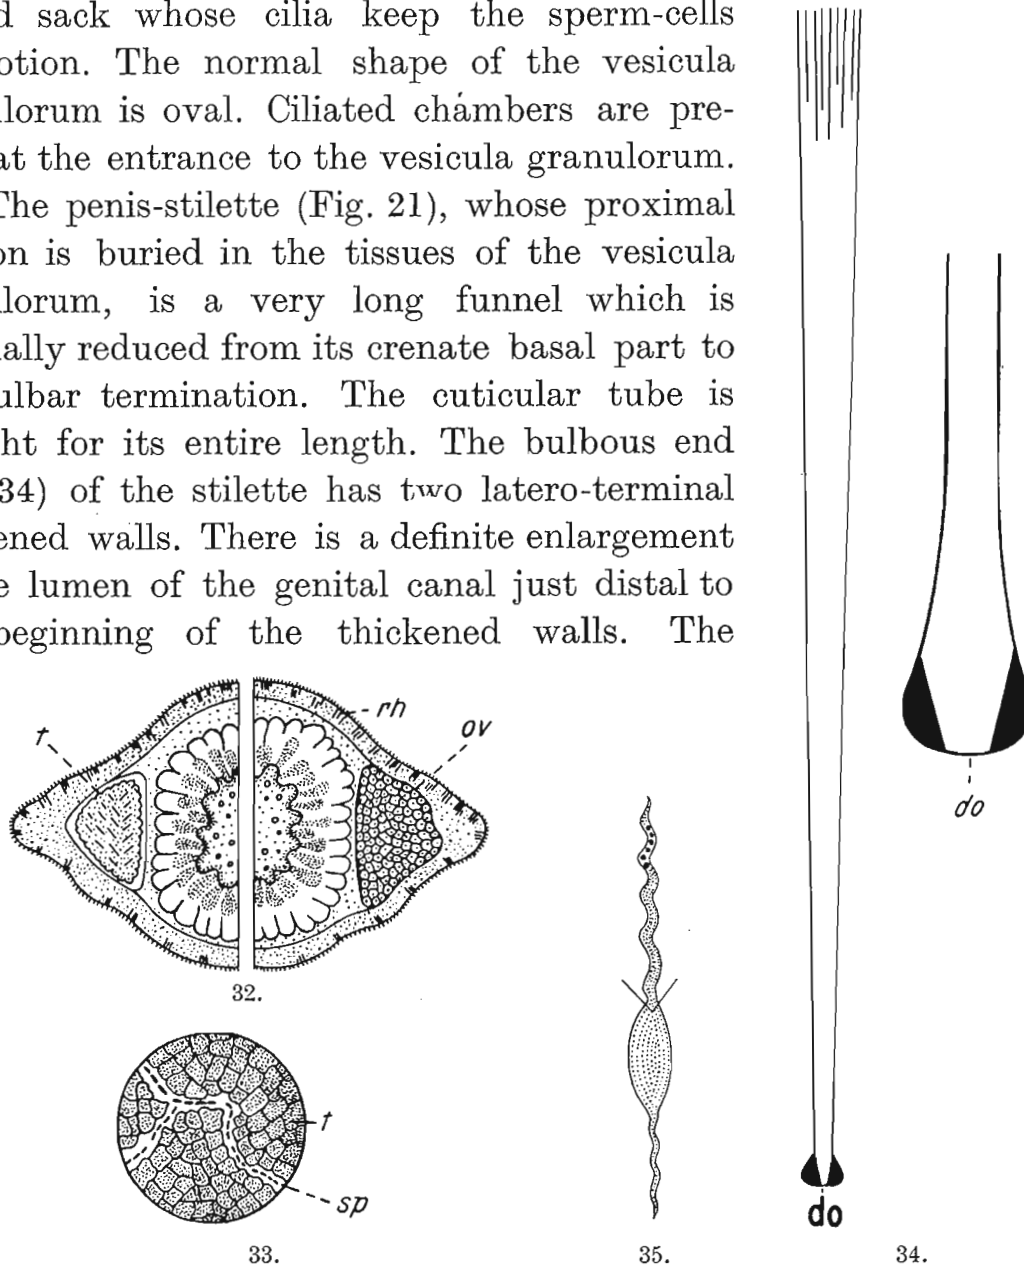 d sack whose cilia keep the sperm-cells
otion. The normal shape of the vesicula
lorum is oval. Ciliated chambers are pre-
at the entrance to the vesicula granulorum.
The penis-stilette (Fig. 21), whose proximal
on is buried in the tissues of the vesicula
lorum, is a very long funnel which is
ally reduced from its crenate basal part to
ulbar termination. The cuticular tube is
ht for its entire length. The bulbous end
34) of the stilette has two latero-terminal
ened walls. There is a definite enlargement
e lumen of the genital canal just distal to
beginning of the thickened walls. The
t
rh
ov
32.
do
t
sp
33.
35.
do
34.